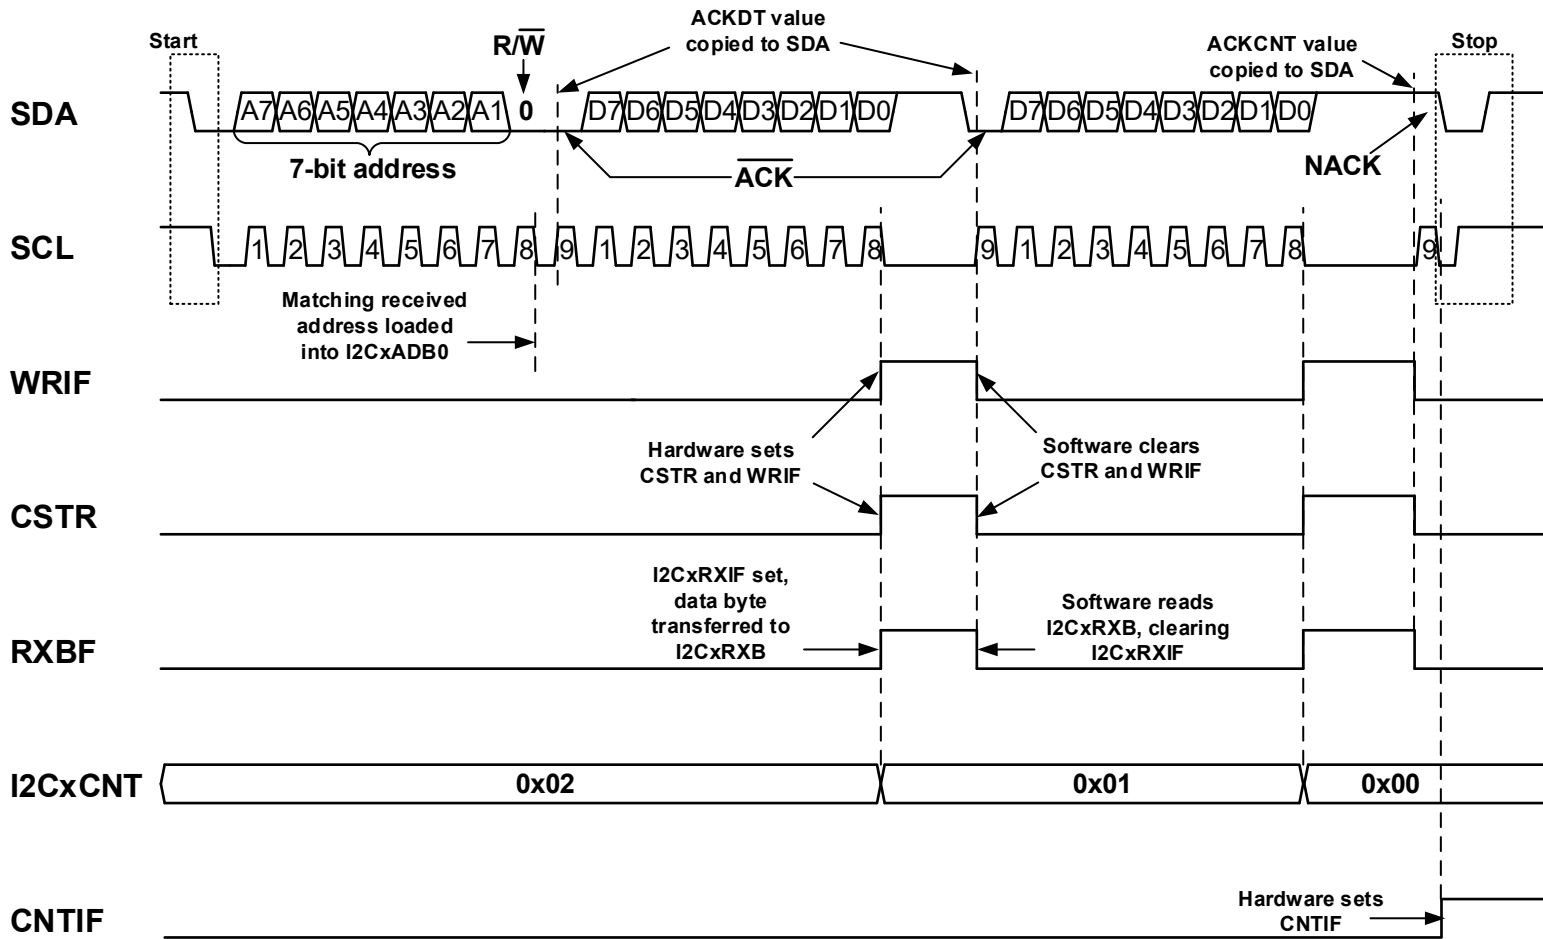 ACKDT value
copied to SDA
Start
R/W
ACKCNT value
copied to SDA
Stop
SDA
A7 A6 A5 A4 A3 A2 A1 0 D7 D6 D5 D4 D3 D2 D1 D0 D7 D6 D5 D4 D3 D2 D1 D0
7-bit address
ACK
NACK
SCL
1 2 3 4 5 6 7 8 9 1 2 3 4 5 6 7 8 9 1 2 3 4 5 6 7 8 9
Matching received
address loaded
into I2CxADB0
WRIF
Hardware sets
CSTR and WRIF
Software clears
CSTR and WRIF
CSTR
I2CxRXIF set,
data byte
transferred to
I2CxRXB
Software reads
I2CxRXB, clearing
I2CxRXIF
RXBF
I2CxCNT
0x02
0x01
0x00
Hardware sets
CNTIF
CNTIF